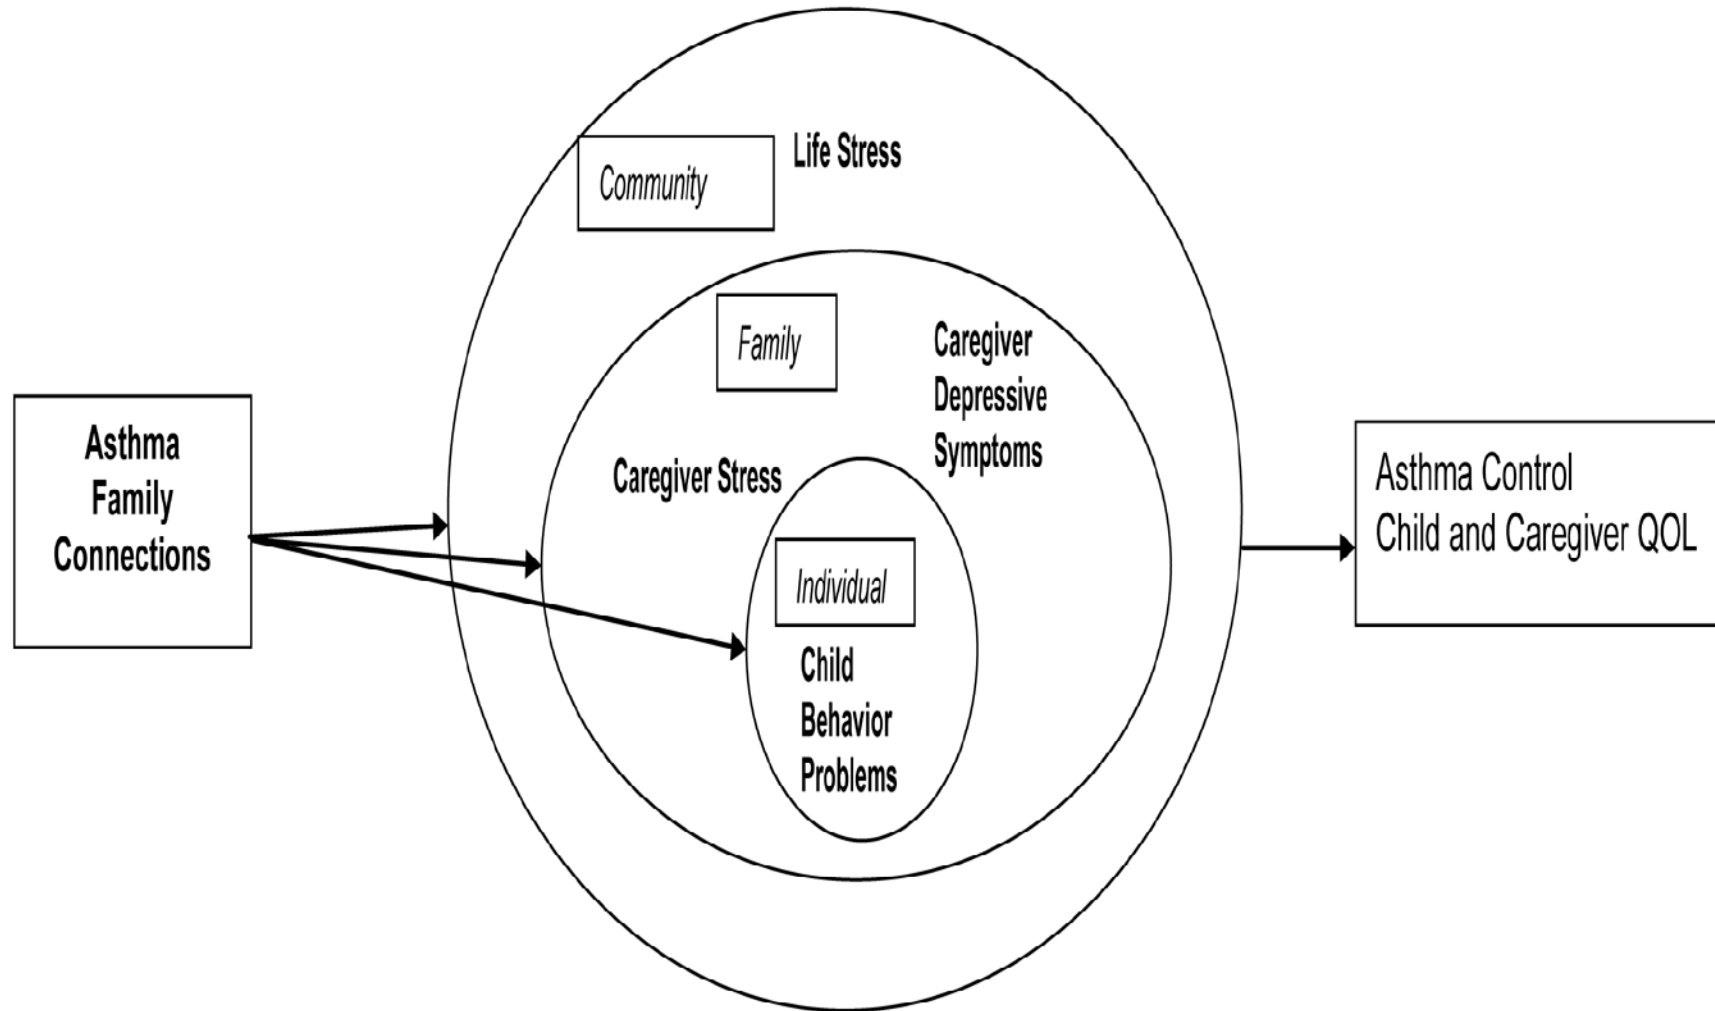 Life Stress
Community
Family
Caregiver
Depressive
Symptoms
Caregiver Stress
Asthma
Family
Connections
Individual
Child
Behavior
Problems
Asthma Control
Child and Caregiver QOL